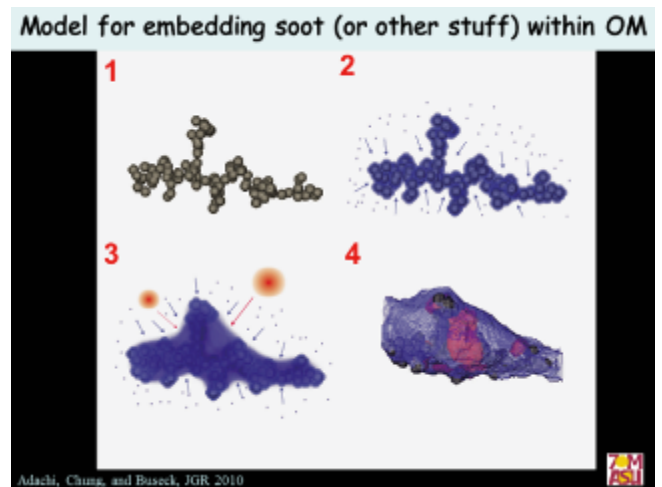 Model for embedding soot (or other stuff) within OM
1
2
3
4
Adachi, Chung, and Buseck, JGR 2010
ASU